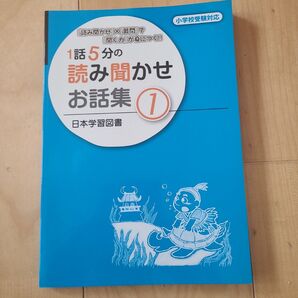 小学校受験対応
読み聞かせ×質問で
聞く力が身につく!
1話5分の
読み聞かせ
お話集 1
日本学習図書